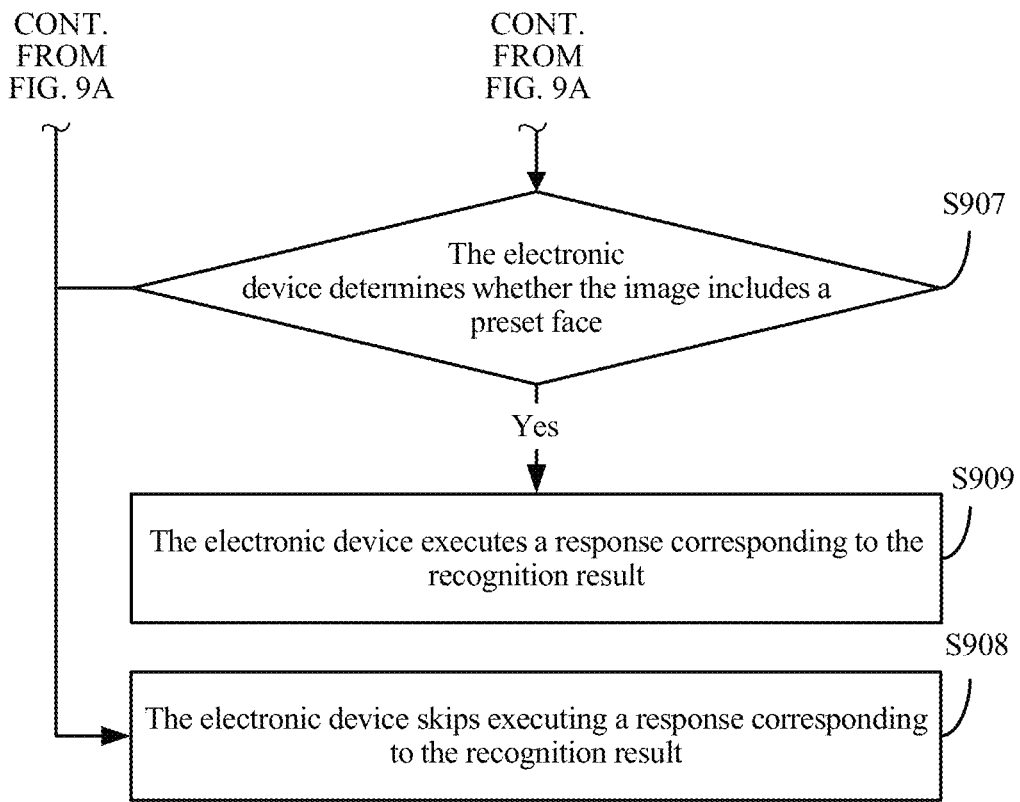 CONT.
FROM
FIG. 9A
CONT.
FROM
FIG. 9A
S907
The electronic
device determines whether the image includes a
preset face
Yes
S909
The electronic device executes a response corresponding to the
recognition result
S908
The electronic device skips executing a response corresponding
to the recognition result